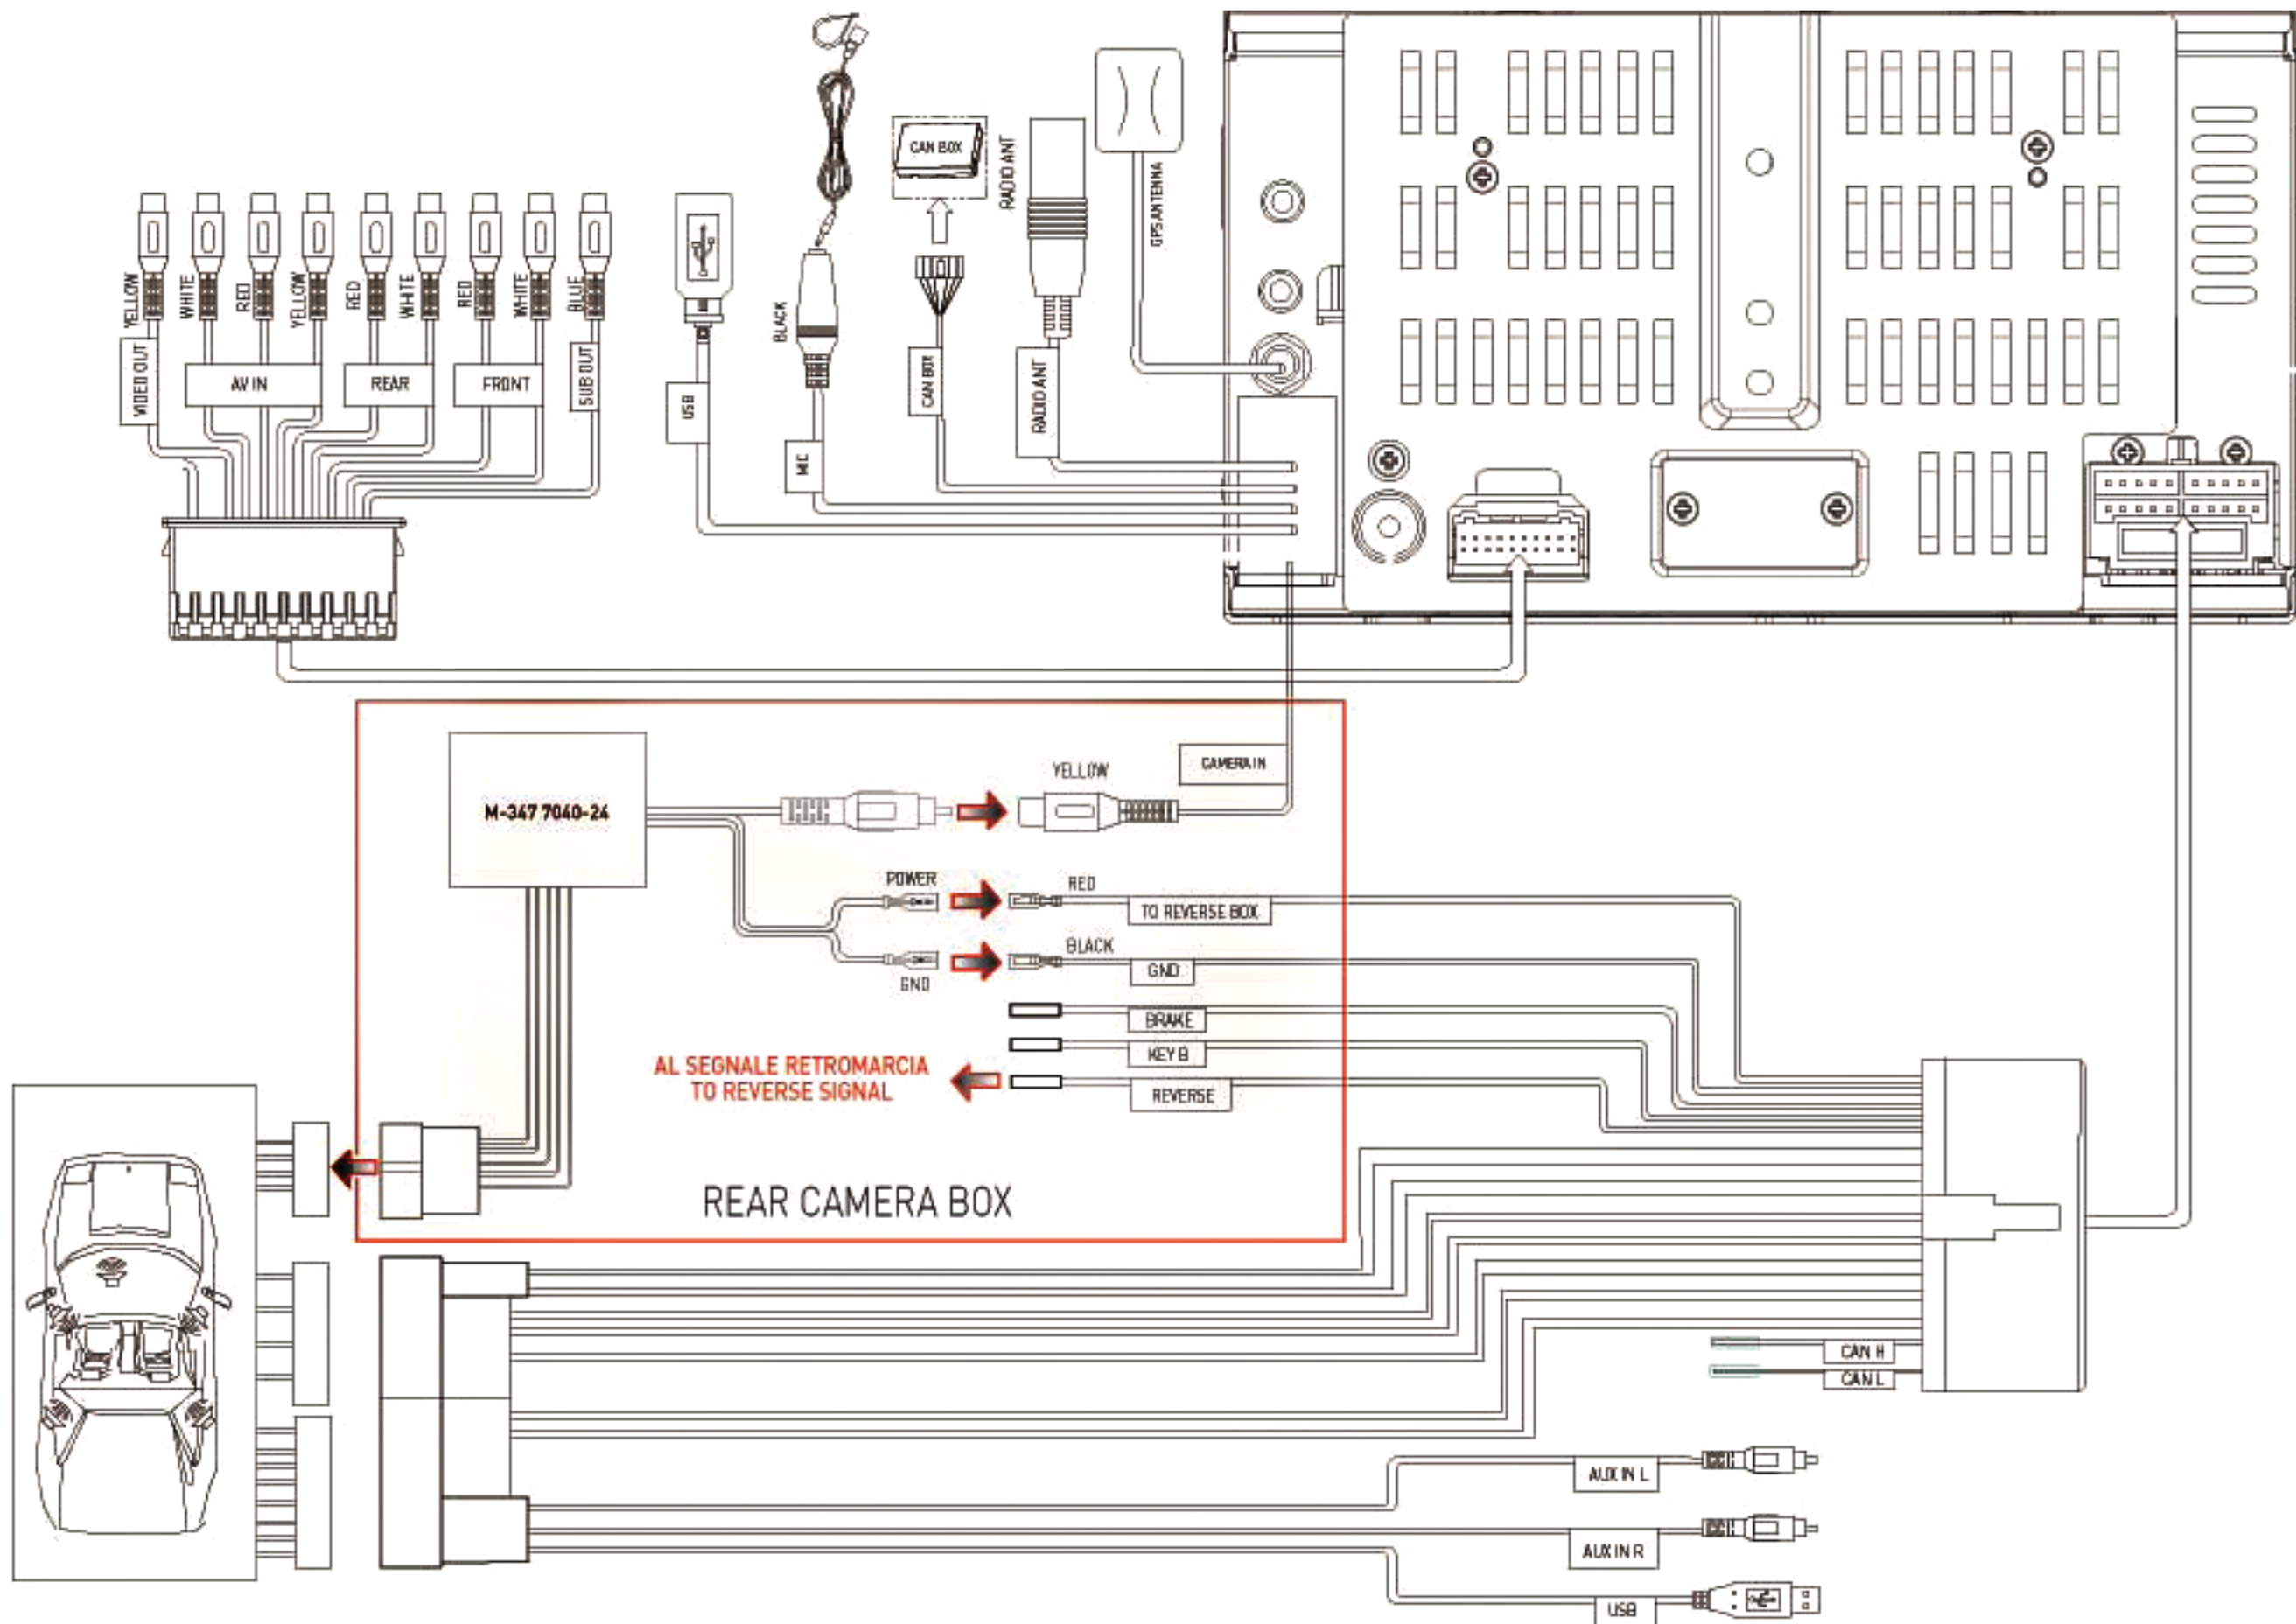 YELLOW
WHITE
RED
YELLOW
RED
WHITE
RED
WHITE
BLUE
VIDEO OUT
AV IN
REAR
FRONT
SUB OUT
USB
BLACK
MIC
CAN BOX
CAN BOX
RADIO ANT
RADIO ANT
GPS ANTENNA
M-347 7040-24
YELLOW
CAMERA IN
POWER
RED
TO REVERSE BOX
BLACK
GND
GND
BRAKE
KEY B
AL SEGNALE RETROMARCIA
TO REVERSE SIGNAL
REVERSE
REAR CAMERA BOX
CAN H
CAN L
AUX IN L
AUX IN R
USB